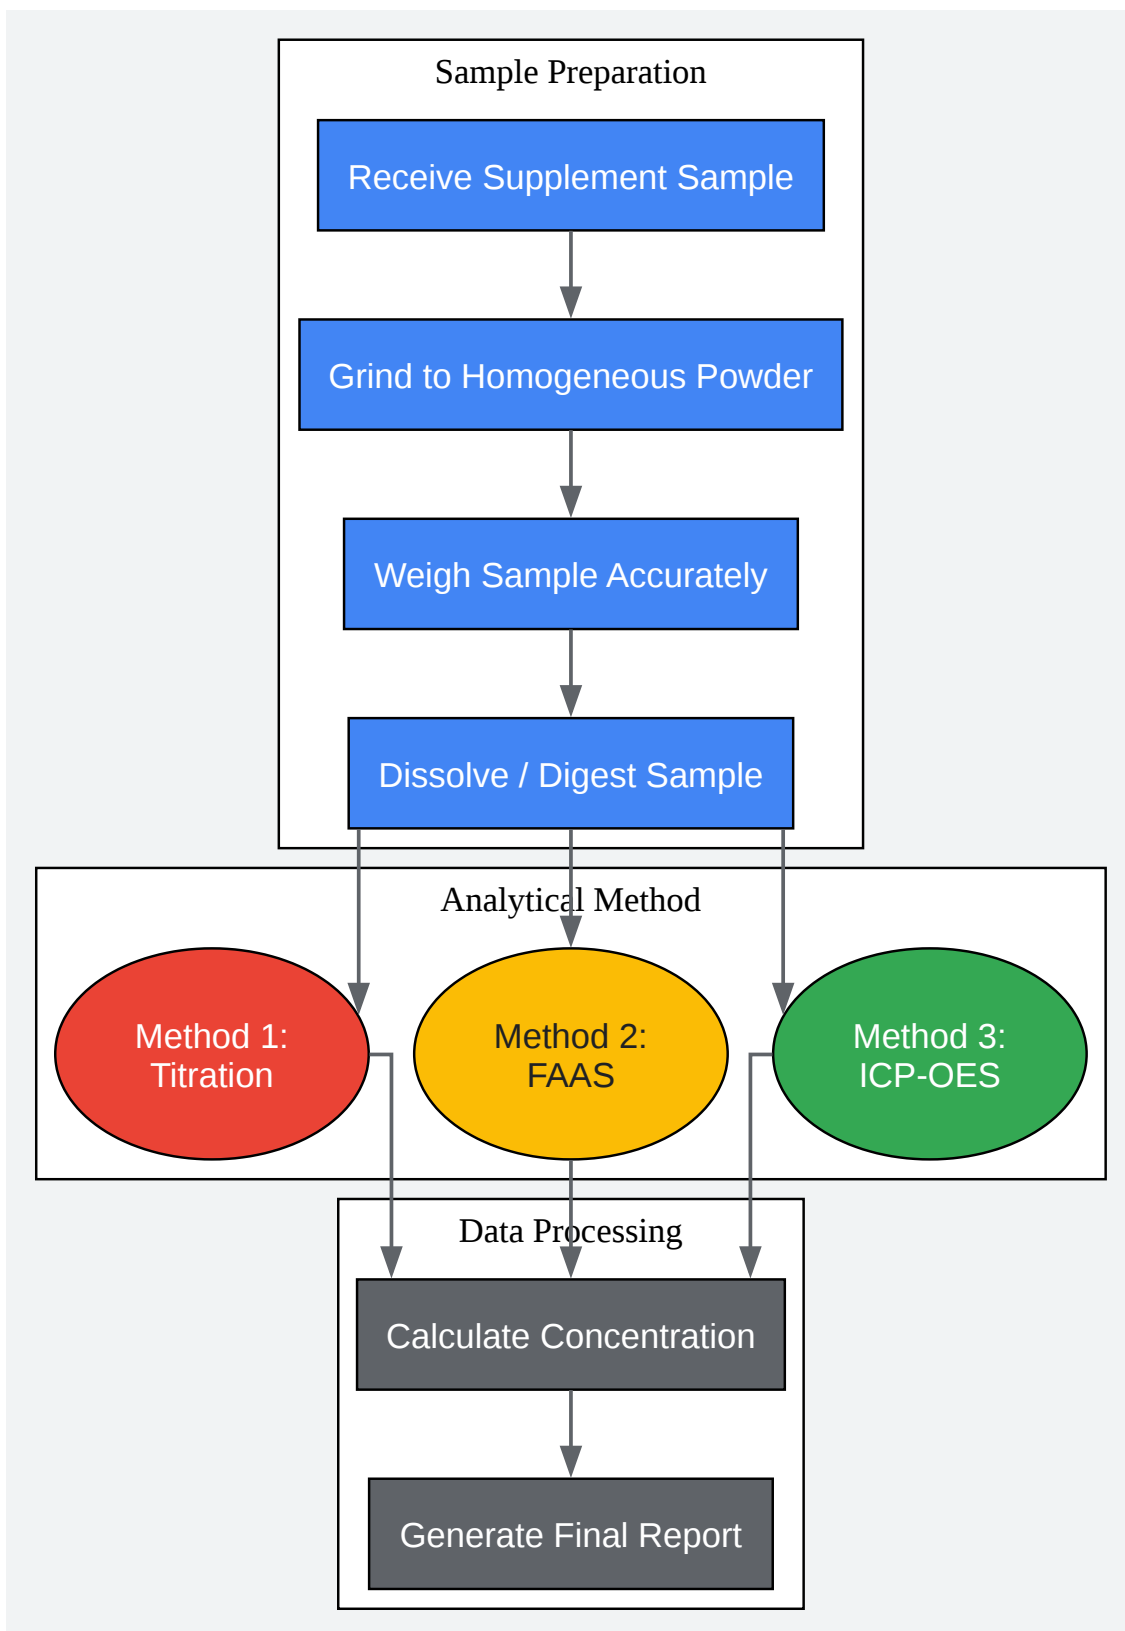 Sample Preparation
Receive Supplement Sample
Grind to Homogeneous Powder
Weigh Sample Accurately
Dissolve / Digest Sample
Analytical Method
Method 1:
Titration
Method 2:
FAAS
Method 3:
ICP-OES
Data Processing
Calculate Concentration
Generate Final Report